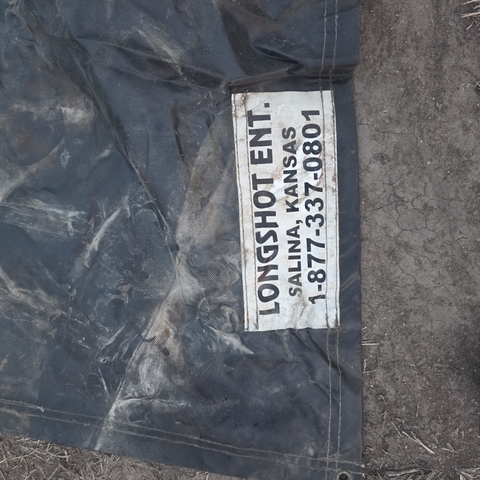 LONGSHOT ENT.
SALINA, KANSAS
1-877-337-0801